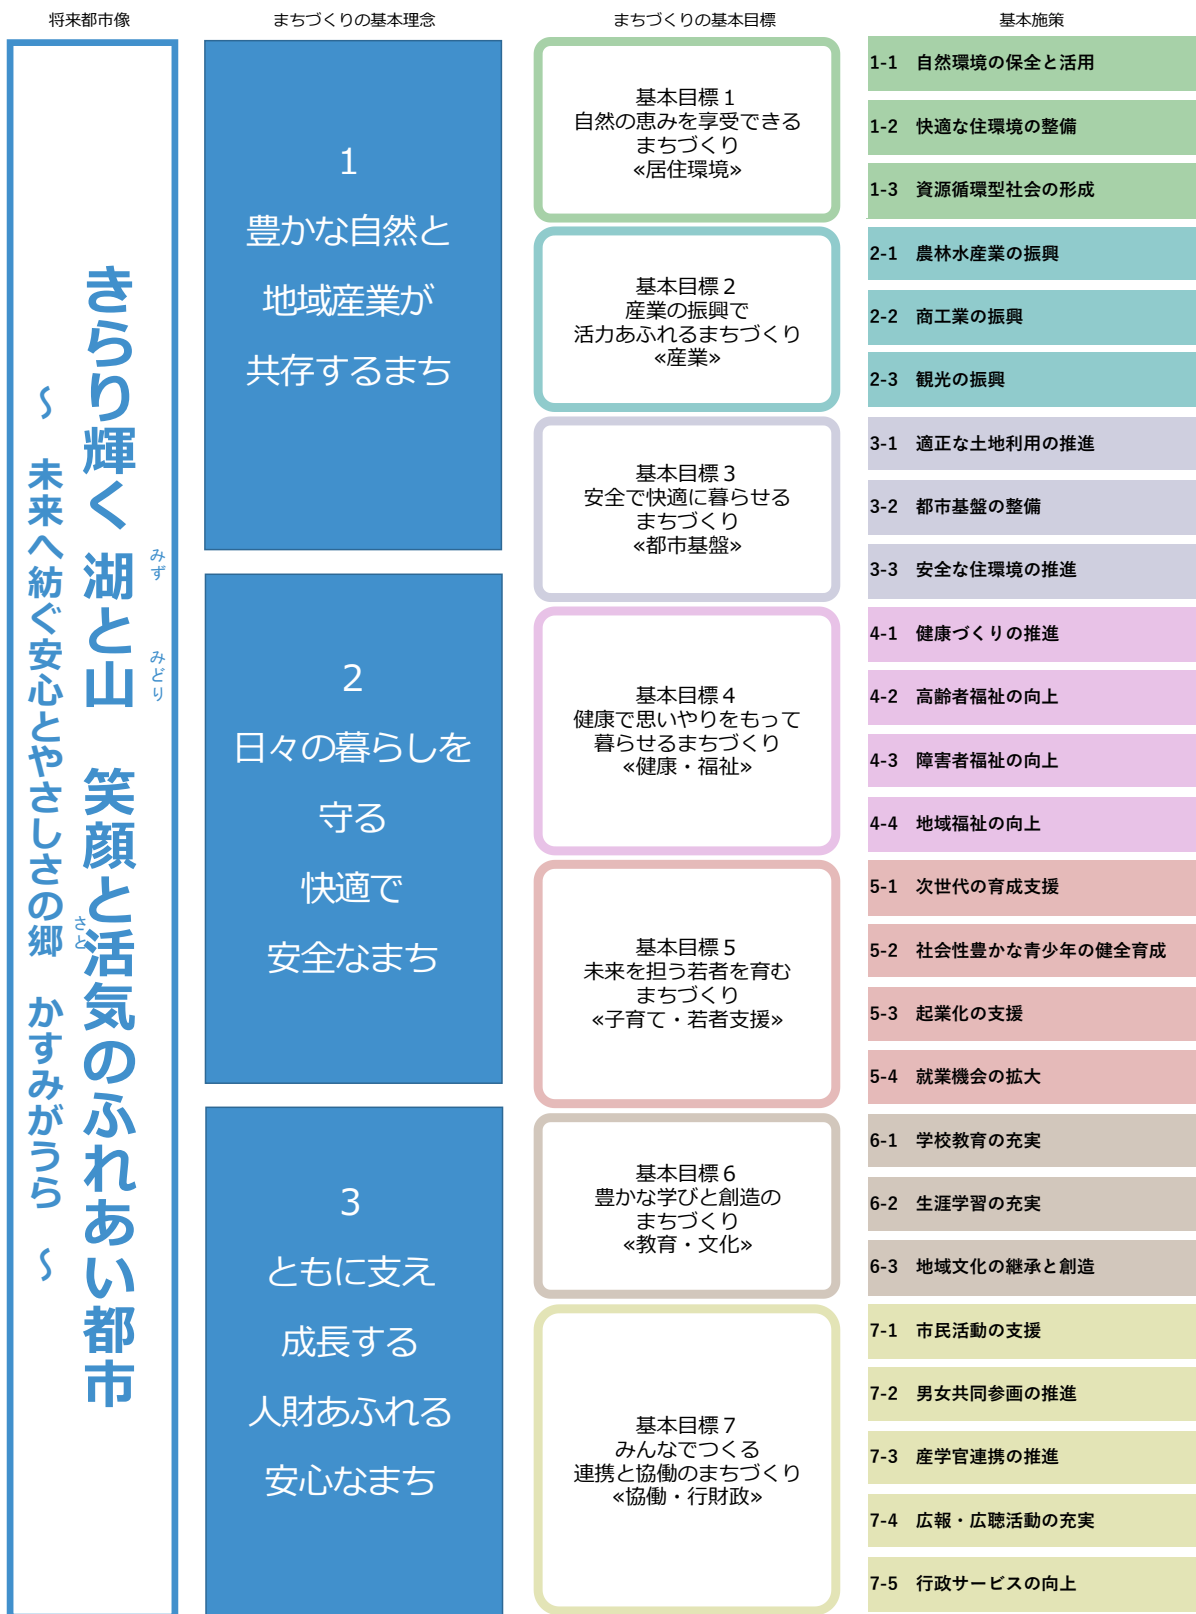 将来都市像
きらり輝く 湖と山 笑顔と活気のふれあい都市
みず
みどり
～ 未来へ紡ぐ安心とやさしさの郷 かすみがうら ～
さと
まちづくりの基本理念
1
豊かな自然と
地域産業が
共存するまち
2
日々の暮らしを
守る
快適で
安全なまち
3
ともに支え
成長する
人財あふれる
安心なまち
まちづくりの基本目標
基本目標１
自然の恵みを享受できる
まちづくり
≪居住環境≫
基本目標２
産業の振興で
活力あふれるまちづくり
≪産業≫
基本目標３
安全で快適に暮らせる
まちづくり
≪都市基盤≫
基本目標４
健康で思いやりをもって
暮らせるまちづくり
≪健康・福祉≫
基本目標５
未来を担う若者を育む
まちづくり
≪子育て・若者支援≫
基本目標６
豊かな学びと創造の
まちづくり
≪教育・文化≫
基本目標７
みんなでつくる
連携と協働のまちづくり
≪協働・行財政≫
基本施策
1-1 自然環境の保全と活用
1-2 快適な住環境の整備
1-3 資源循環型社会の形成
2-1 農林水産業の振興
2-2 商工業の振興
2-3 観光の振興
3-1 適正な土地利用の推進
3-2 都市基盤の整備
3-3 安全な住環境の推進
4-1 健康づくりの推進
4-2 高齢者福祉の向上
4-3 障害者福祉の向上
4-4 地域福祉の向上
5-1 次世代の育成支援
5-2 社会性豊かな青少年の健全育成
5-3 起業化の支援
5-4 就業機会の拡大
6-1 学校教育の充実
6-2 生涯学習の充実
6-3 地域文化の継承と創造
7-1 市民活動の支援
7-2 男女共同参画の推進
7-3 産学官連携の推進
7-4 広報・広聴活動の充実
7-5 行政サービスの向上